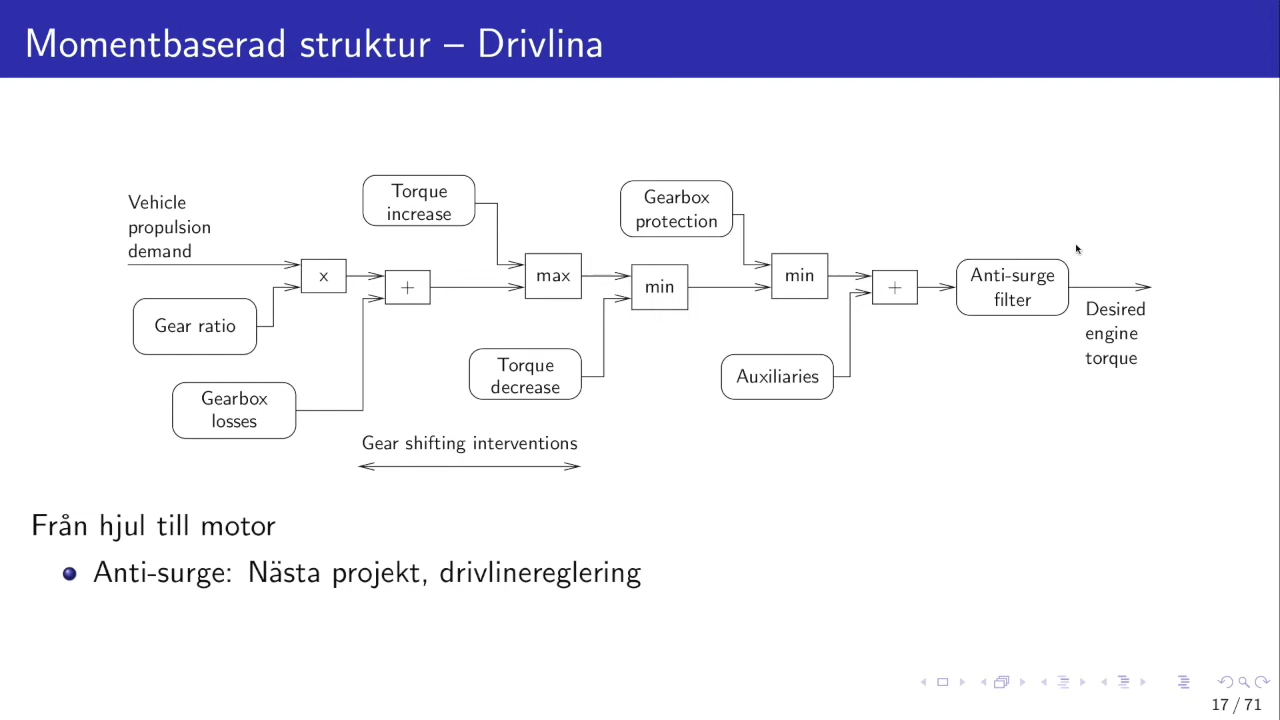 Momentbaserad struktur – Drivlina
Vehicle
propulsion
demand
Torque
increase
Gearbox
protection
x
+
max
min
min
+
Anti-surge
filter
Gear ratio
Desired
engine
torque
Torque
decrease
Auxiliaries
Gearbox
losses
Gear shifting interventions
Från hjul till motor
Anti-surge: Nästa projekt, drivlinereglering
17 / 71